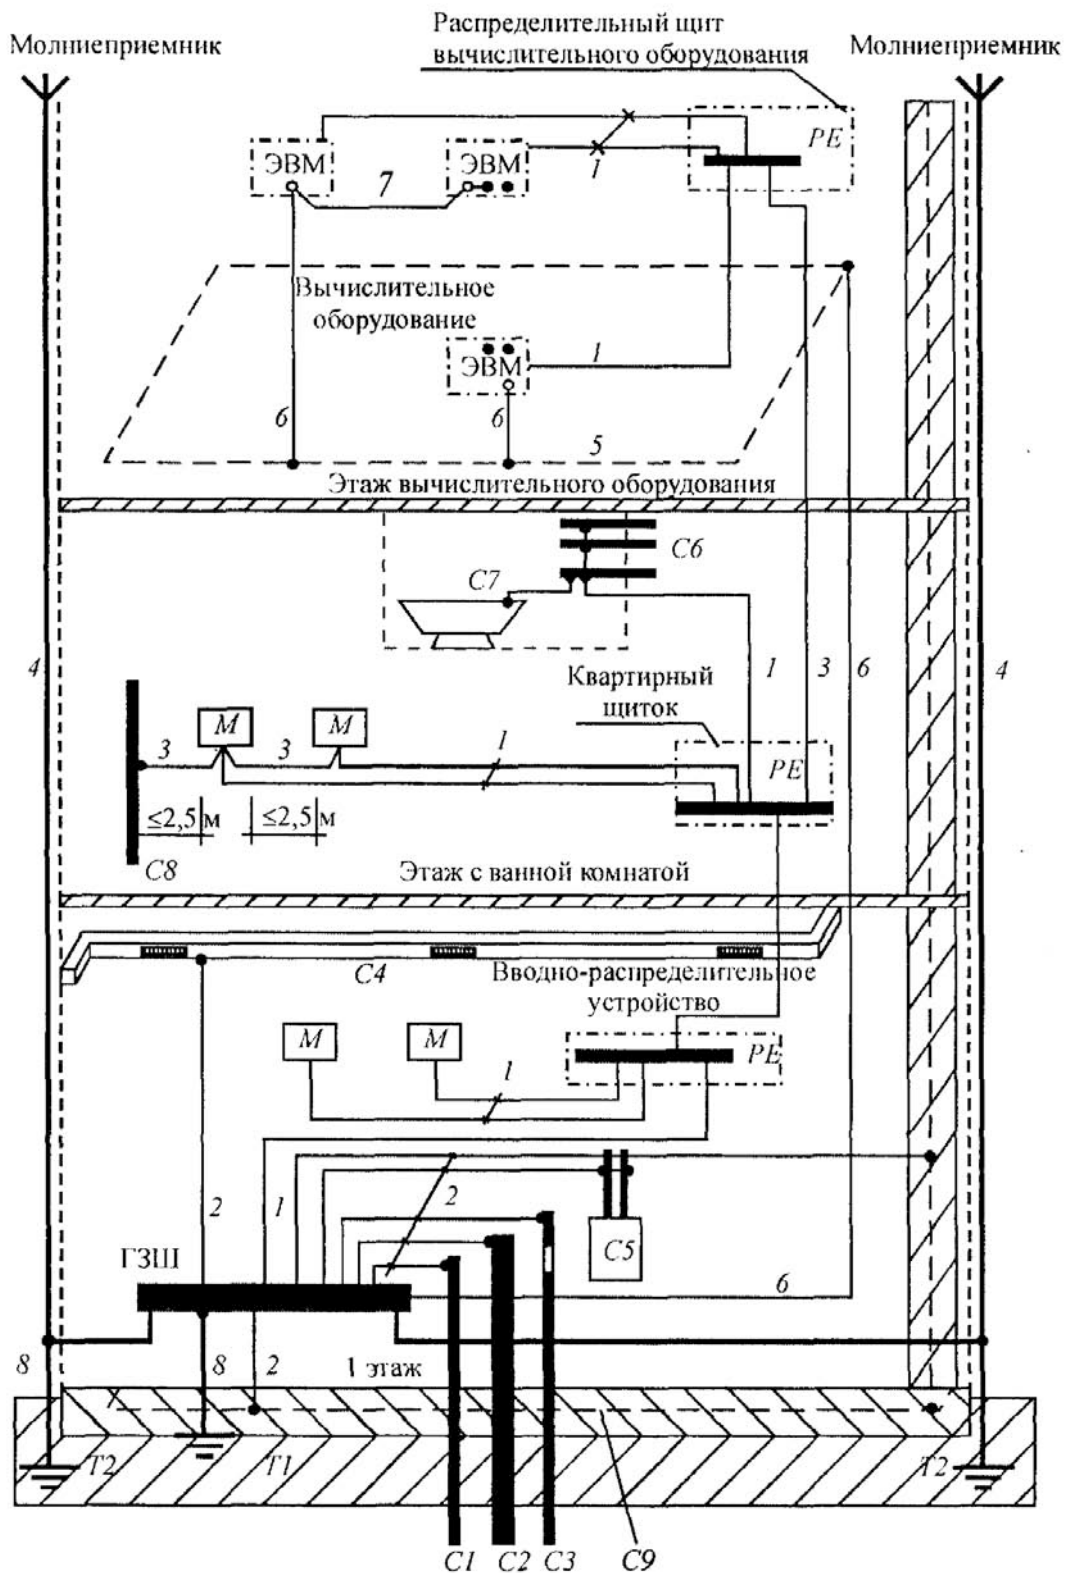 Распределительный щит
Молниеприемник
вычислительного оборудования
Молниеприемник
PE
ЭВМ
ЭВМ
7
1
Вычислительное
оборудование
ЭВМ
1
6
6
5
Этаж вычислительного оборудования
C6
C7
4
Квартирный
щиток
1
3
6
4
М
М
3
3
1
PE
≤2,5 м
≤2,5 м
C8
Этаж с ванной комнатой
C4
Вводно-распределительное
устройство
М
М
1
PE
2
1
2
C5
ГЗШ
6
8
8
2
1 этаж
T2
T1
T2
C1
C2
C3
C9